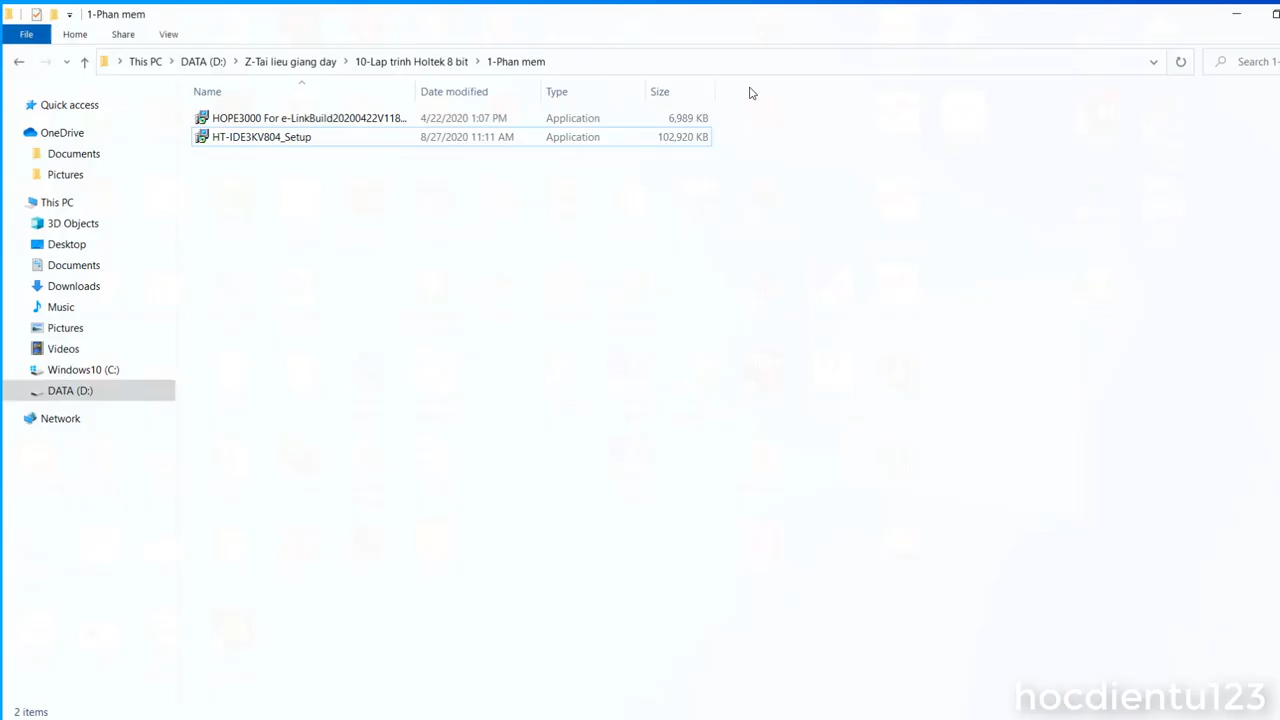 1-Phan mem
File Home Share View
This PC DATA (D:) Z-Tai lieu giang day 10-Lap trinh Holtek 8 bit 1-Phan mem Search 1-
Name Date modified Type Size
HOPE3000 For e-LinkBuild20200422V118... 4/22/2020 1:07 PM Application 6,989 KB
HT-IDE3KV804_Setup 8/27/2020 11:11 AM Application 102,920 KB
Quick access
OneDrive
Documents
Pictures
This PC
3D Objects
Desktop
Documents
Downloads
Music
Pictures
Videos
Windows10 (C:)
DATA (D:)
Network
hocdientu123
2 items